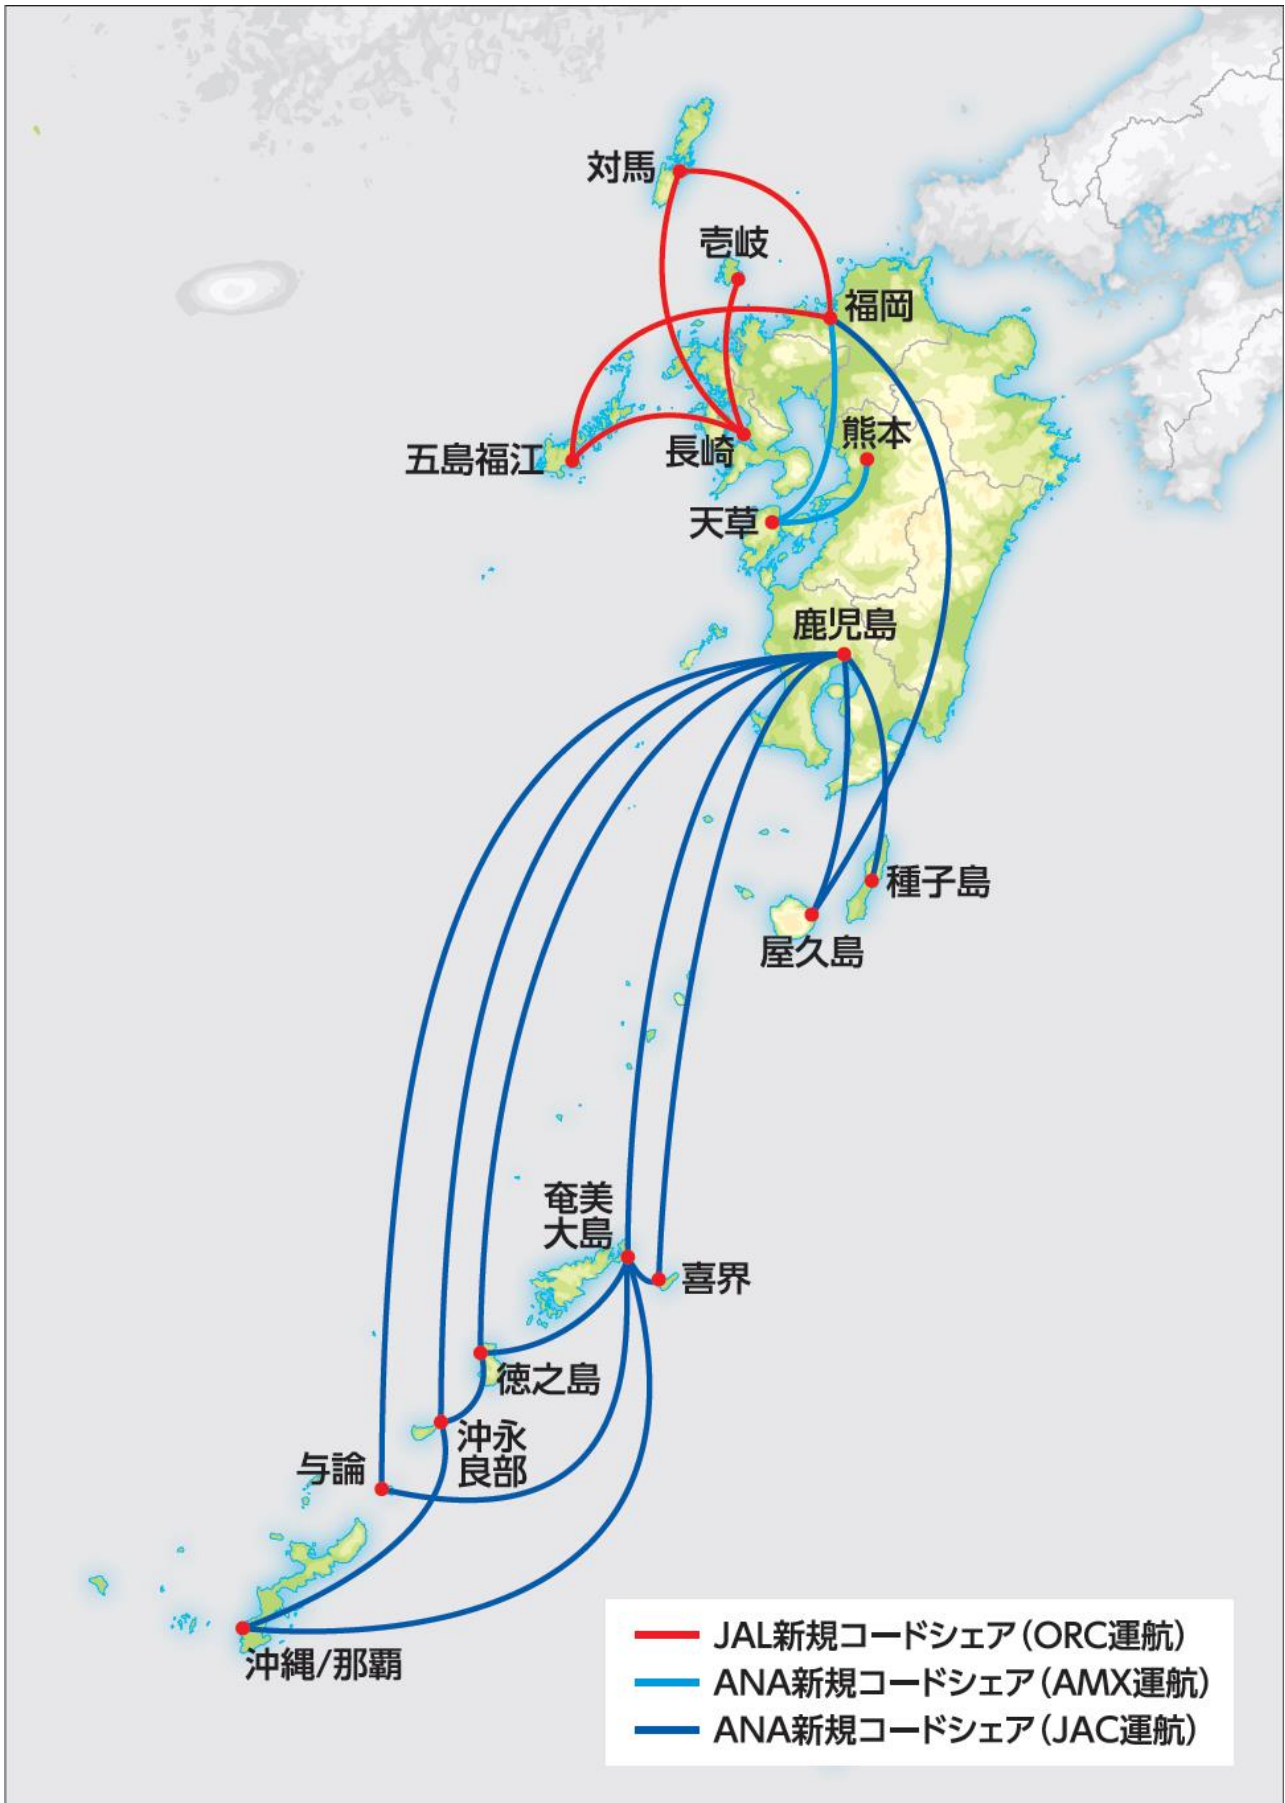 対馬
壱岐
福岡
五島福江
長崎
熊本
天草
鹿児島
種子島
屋久島
奄美
大島
喜界
徳之島
沖永
良部
与論
沖縄/那覇
JAL新規コードシェア(ORC運航)
ANA新規コードシェア(AMX運航)
ANA新規コードシェア(JAC運航)